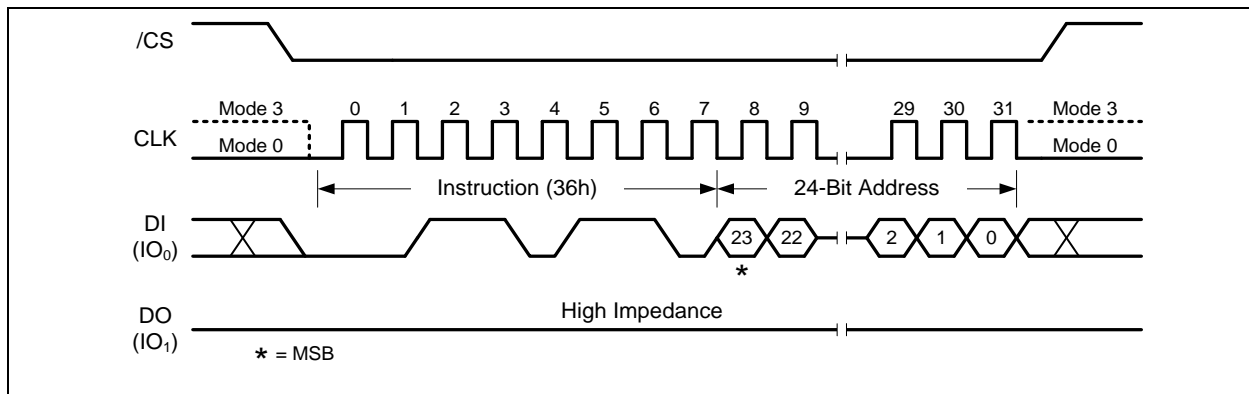 /CS
Mode 3 0 1 2 3 4 5 6 7 8 9 29 30 31 Mode 3
CLK
Mode 0 Mode 0
Instruction (36h) 24-Bit Address
DI
(IO₀) 23 22 2 1 0
*
High Impedance
DO
(IO₁)
* = MSB